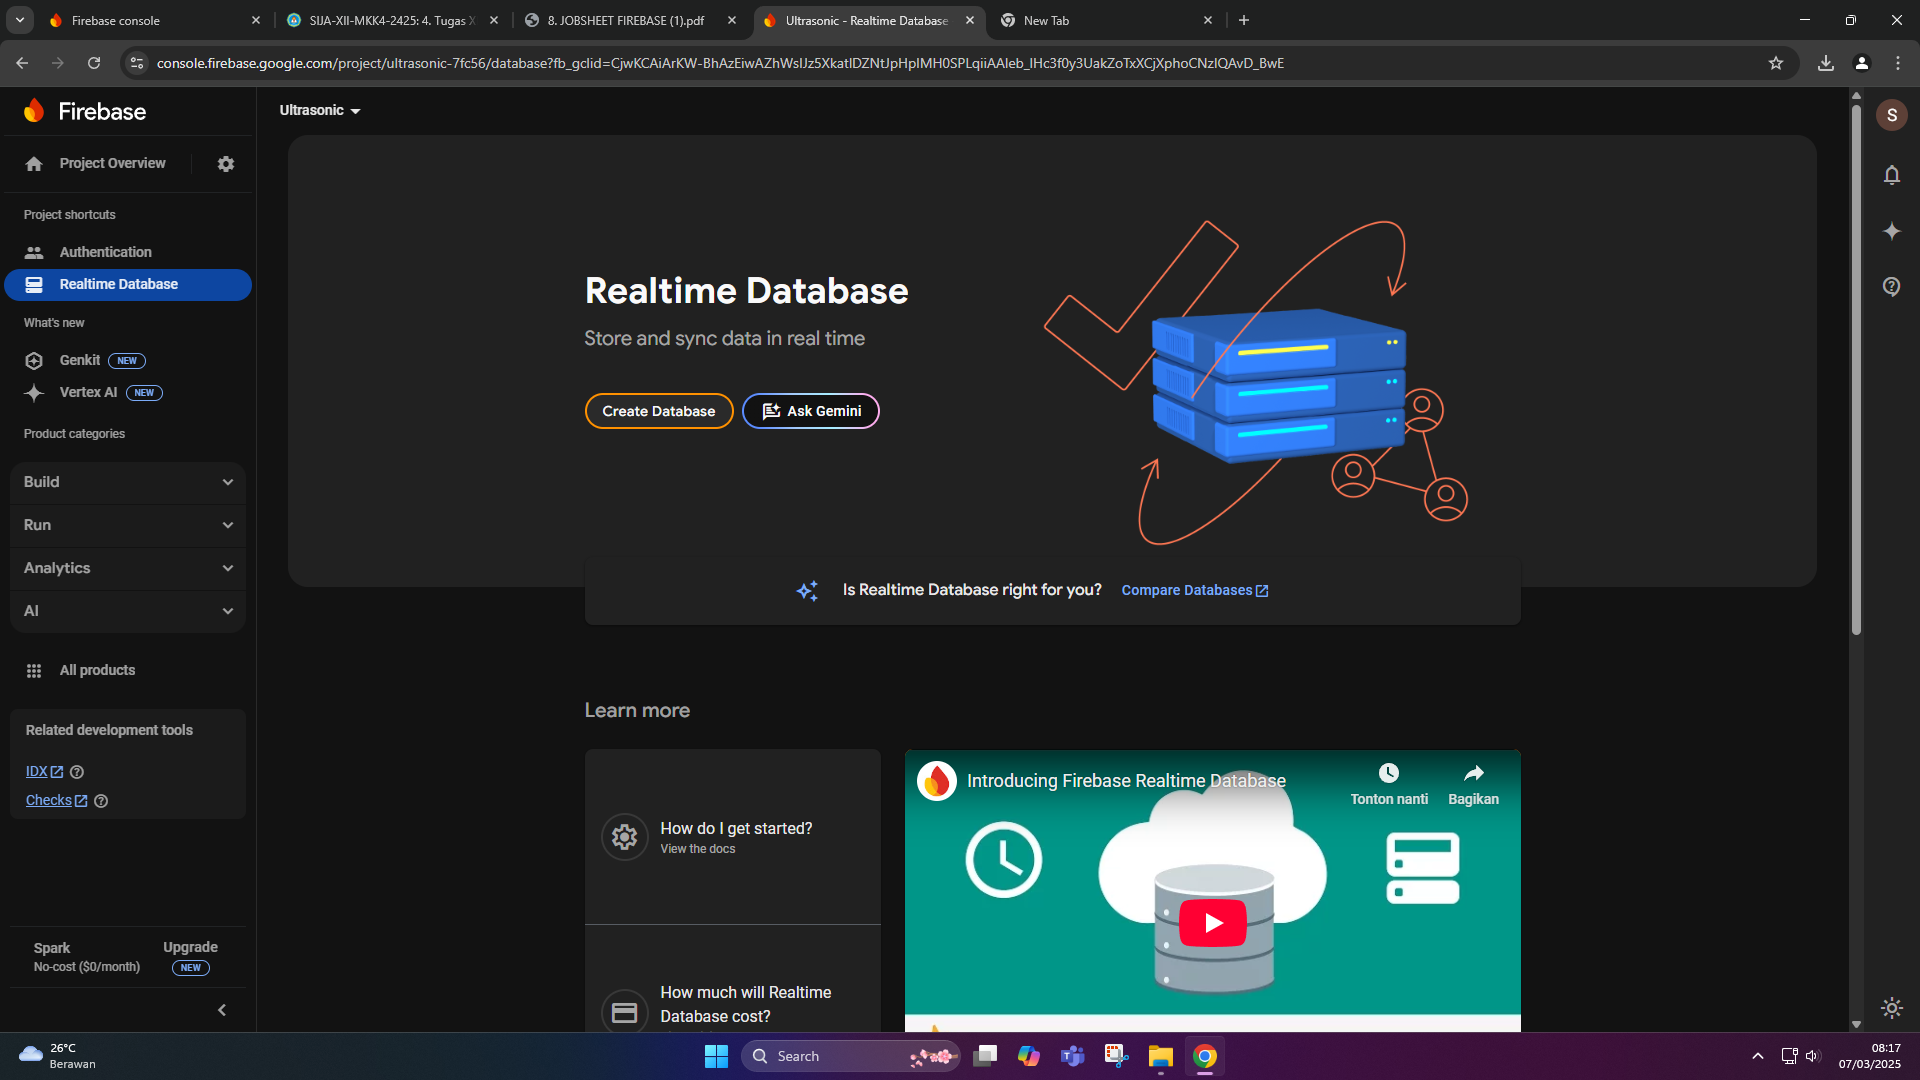 Firebase console
SIJA-XII-MKK4-2425: 4. Tugas X
8. JOBSHEET FIREBASE (1).pdf
Ultrasonic - Realtime Database
New Tab
console.firebase.google.com/project/ultrasonic-7fc56/database?fb_gclid=CjwKCAiArKW-BhAzEiwAZhWsIJz5XkatIDZNtJpHpIMH0SPLqiiAAleb_IHc3f0y3UakZoTxXCjXphoCNzIQAvD_BwE
Firebase
Ultrasonic
S
Project Overview
Project shortcuts
Authentication
Realtime Database
What's new
Genkit NEW
Vertex AI NEW
Product categories
Build
Run
Analytics
AI
All products
Related development tools
IDX
Checks
Spark
No-cost ($0/month)
Upgrade
NEW
Realtime Database
Store and sync data in real time
Create Database
Ask Gemini
Is Realtime Database right for you? Compare Databases
Learn more
How do I get started?
View the docs
How much will Realtime
Database cost?
Introducing Firebase Realtime Database
Tonton nanti
Bagikan
26°C
Berawan
Search
08:17
07/03/2025